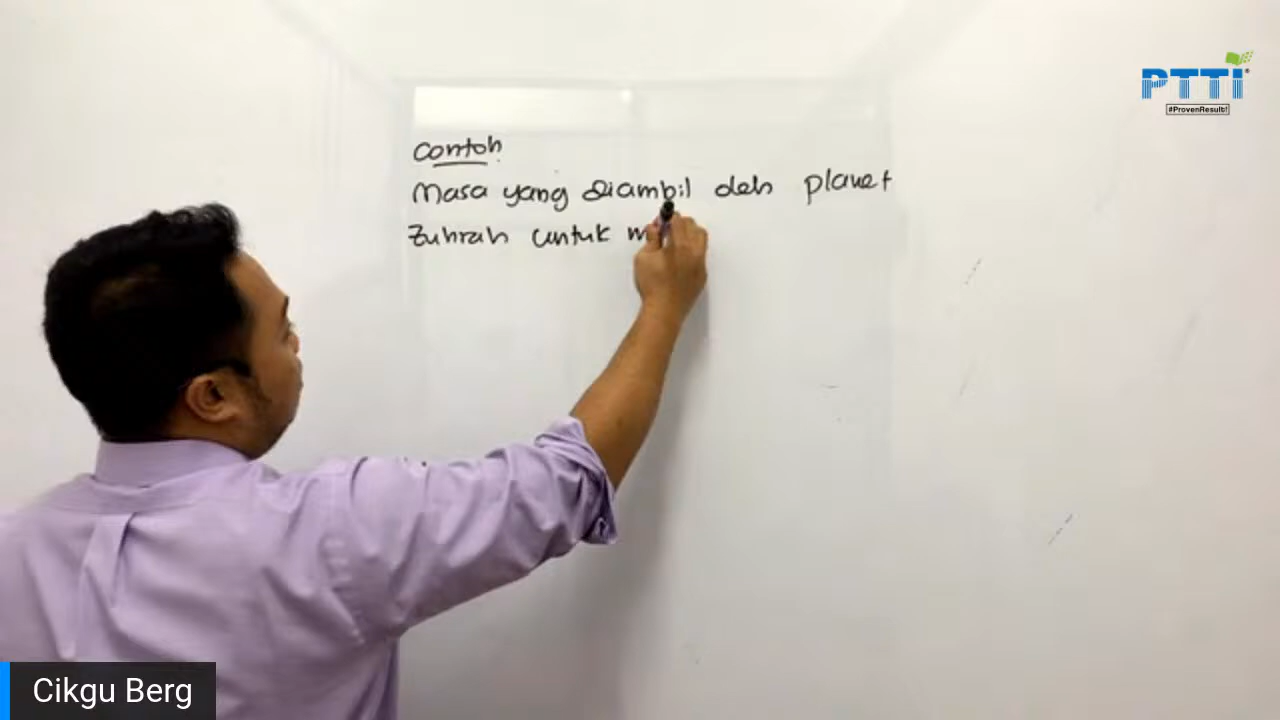 PTTI
#ProvenResult!
Contoh
Masa yang diambil oleh planet
Zuhrah untuk m
Cikgu Berg